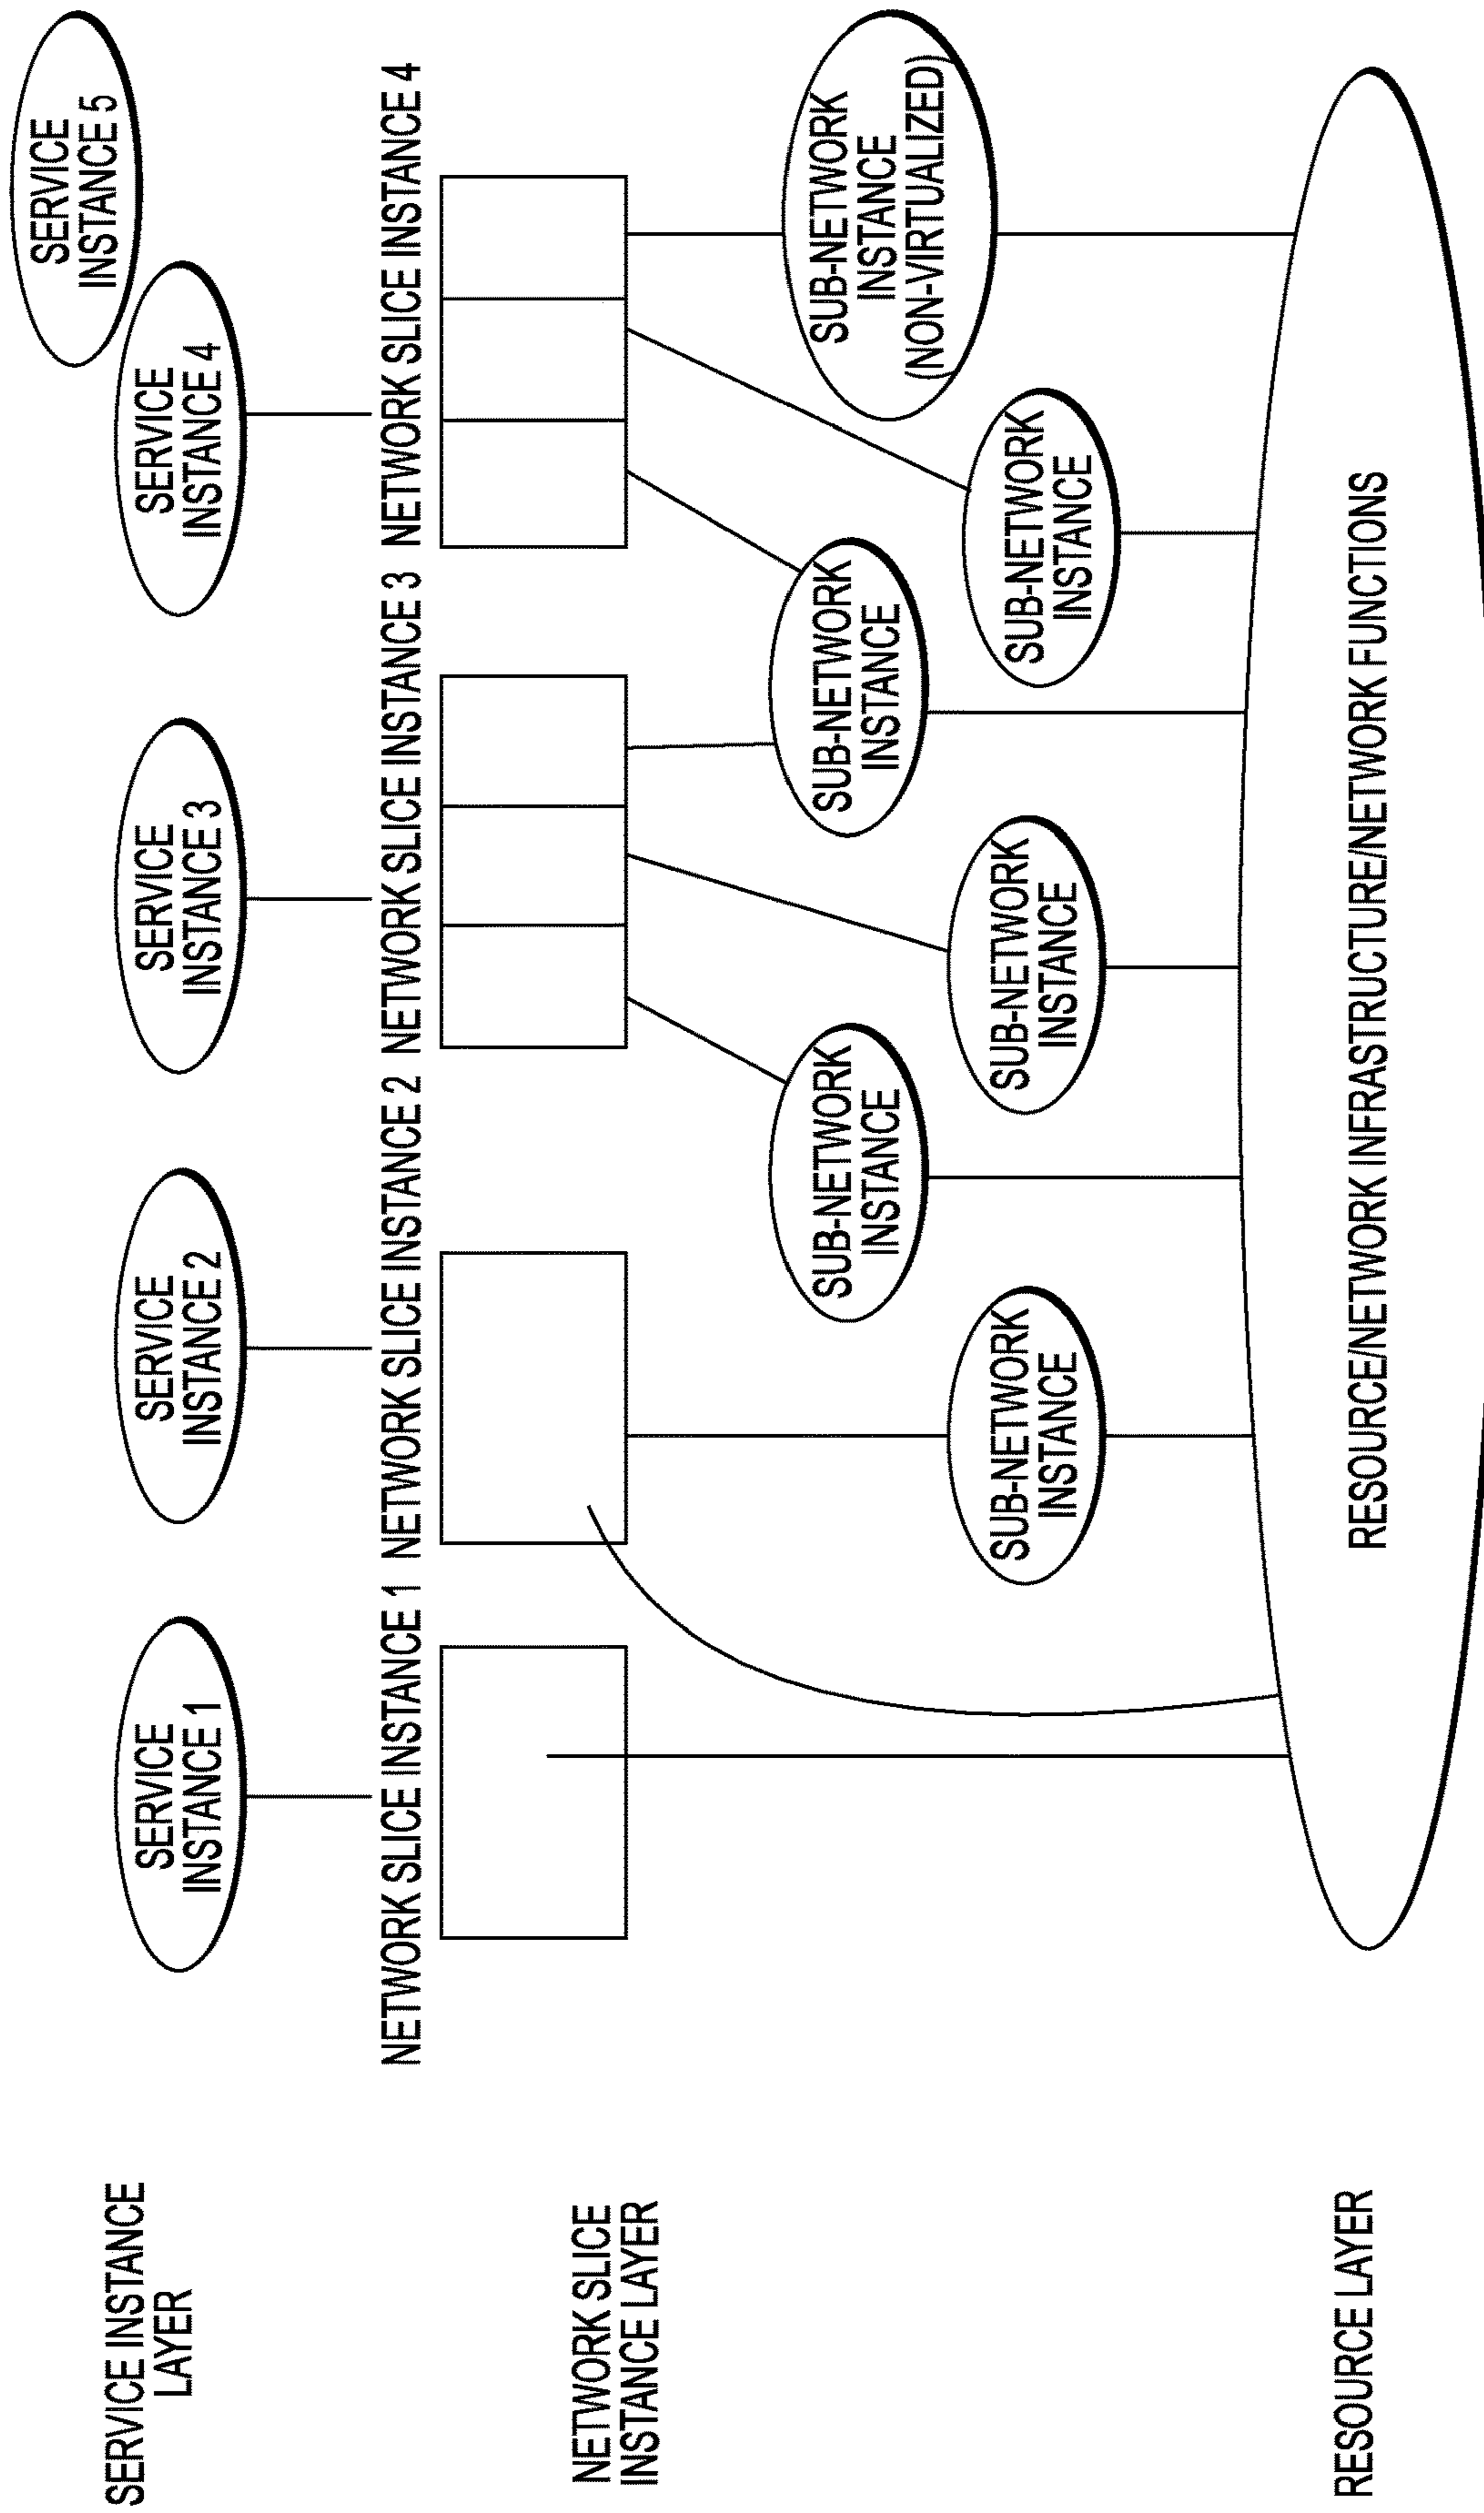 SERVICE INSTANCE
LAYER
SERVICE
INSTANCE 1
SERVICE
INSTANCE 2
SERVICE
INSTANCE 3
SERVICE
INSTANCE 4
SERVICE
INSTANCE 5
NETWORK SLICE INSTANCE 1
NETWORK SLICE INSTANCE 2
NETWORK SLICE INSTANCE 3
NETWORK SLICE INSTANCE 4
NETWORK SLICE
INSTANCE LAYER
SUB-NETWORK
INSTANCE
SUB-NETWORK
INSTANCE
SUB-NETWORK
INSTANCE
SUB-NETWORK
INSTANCE
SUB-NETWORK
INSTANCE
SUB-NETWORK
INSTANCE
(NON-VIRTUALIZED)
RESOURCE LAYER
RESOURCE/NETWORK INFRASTRUCTURE/NETWORK FUNCTIONS